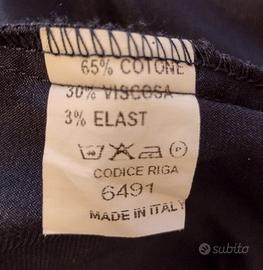 65% COTONE
30% VISCOSA
3% ELAST
P
CODICE RIGA
6491
MADE IN ITALY
subito